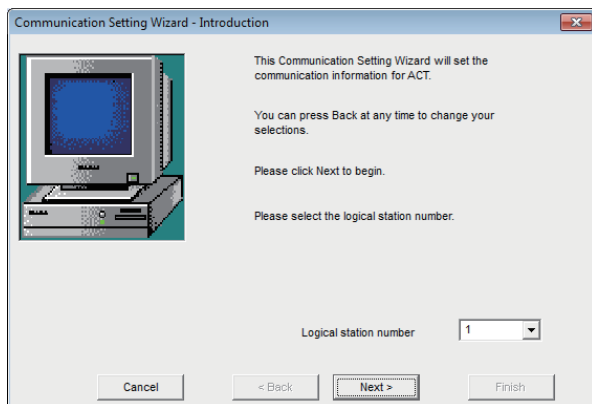 Communication Setting Wizard - Introduction
This Communication Setting Wizard will set the
communication information for ACT.
You can press Back at any time to change your
selections.
Please click Next to begin.
Please select the logical station number.
Logical station number 1
Cancel < Back Next > Finish